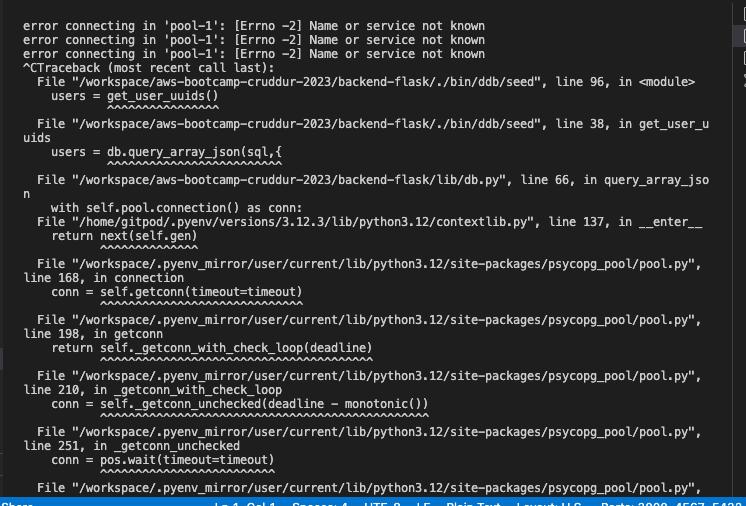 error connecting in 'pool-1': [Errno -2] Name or service not known
error connecting in 'pool-1': [Errno -2] Name or service not known
error connecting in 'pool-1': [Errno -2] Name or service not known
^CTraceback (most recent call last):
  File "/workspace/aws-bootcamp-cruddur-2023/backend-flask/./bin/ddb/seed", line 96, in <module>
    users = get_user_uuids()
            ^^^^^^^^^^^^^^^^
  File "/workspace/aws-bootcamp-cruddur-2023/backend-flask/./bin/ddb/seed", line 38, in get_user_u
uids
    users = db.query_array_json(sql,{
            ^^^^^^^^^^^^^^^^^^^^^^^^^
  File "/workspace/aws-bootcamp-cruddur-2023/backend-flask/lib/db.py", line 66, in query_array_jso
n
    with self.pool.connection() as conn:
  File "/home/gitpod/.pyenv/versions/3.12.3/lib/python3.12/contextlib.py", line 137, in __enter__
    return next(self.gen)
           ^^^^^^^^^^^^^^
  File "/workspace/.pyenv_mirror/user/current/lib/python3.12/site-packages/psycopg_pool/pool.py",
line 168, in connection
    conn = self.getconn(timeout=timeout)
           ^^^^^^^^^^^^^^^^^^^^^^^^^^^^^
  File "/workspace/.pyenv_mirror/user/current/lib/python3.12/site-packages/psycopg_pool/pool.py",
line 198, in getconn
    return self._getconn_with_check_loop(deadline)
           ^^^^^^^^^^^^^^^^^^^^^^^^^^^^^^^^^^^^^^^
  File "/workspace/.pyenv_mirror/user/current/lib/python3.12/site-packages/psycopg_pool/pool.py",
line 210, in _getconn_with_check_loop
    conn = self._getconn_unchecked(deadline - monotonic())
           ^^^^^^^^^^^^^^^^^^^^^^^^^^^^^^^^^^^^^^^^^^^^^^^
  File "/workspace/.pyenv_mirror/user/current/lib/python3.12/site-packages/psycopg_pool/pool.py",
line 251, in _getconn_unchecked
    conn = pos.wait(timeout=timeout)
           ^^^^^^^^^^^^^^^^^^^^^^^^^
  File "/workspace/.pyenv_mirror/user/current/lib/python3.12/site-packages/psycopg_pool/pool.py",